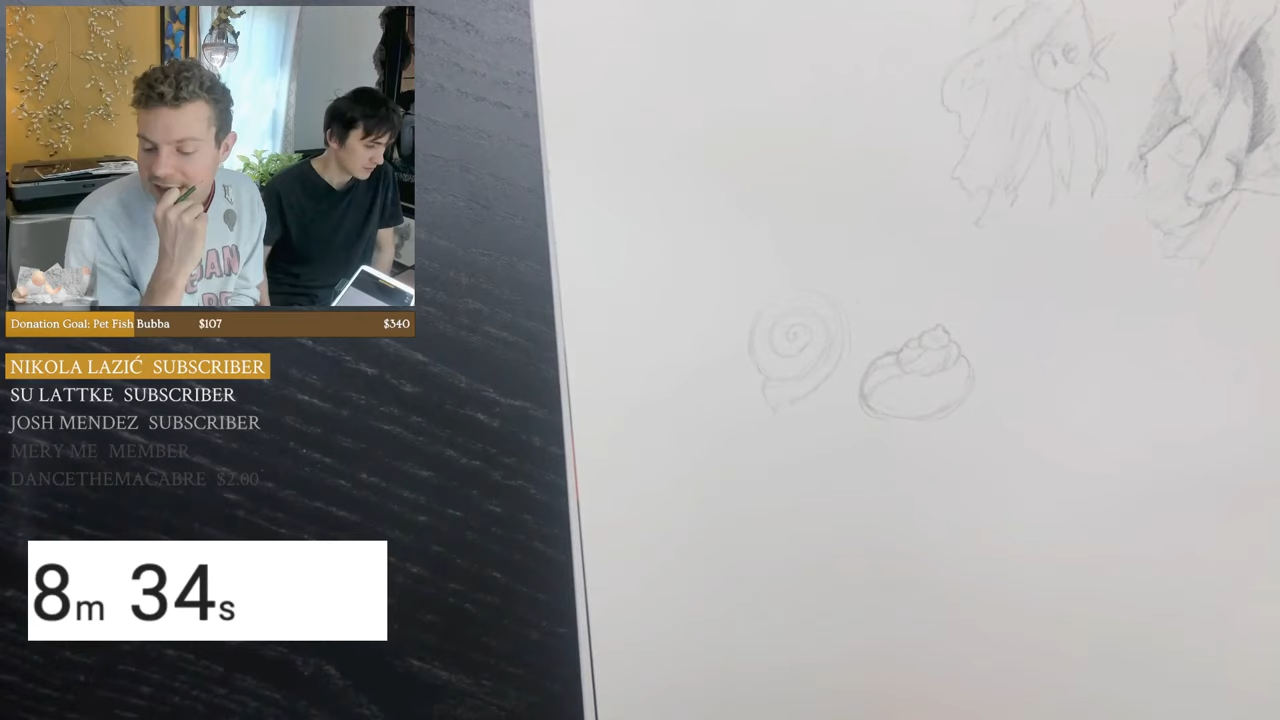 Donation Goal: Pet Fish Bubba $107 $340
NIKOLA LAZIĆ SUBSCRIBER
SU LATTKE SUBSCRIBER
JOSH MENDEZ SUBSCRIBER
MERY ME MEMBER
DANCETHEMACABRE $2.00
8m 34s